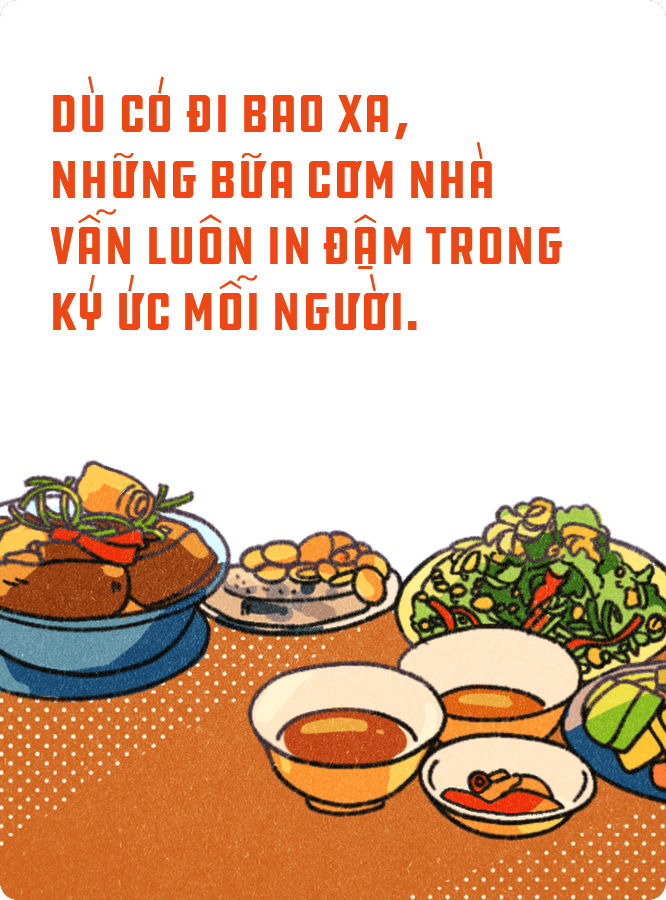 DÙ CÓ ĐI BAO XA,
NHỮNG BỮA CƠM NHÀ
VẪN LUÔN IN ĐẬM TRONG
KÝ ỨC MỖI NGƯỜI.